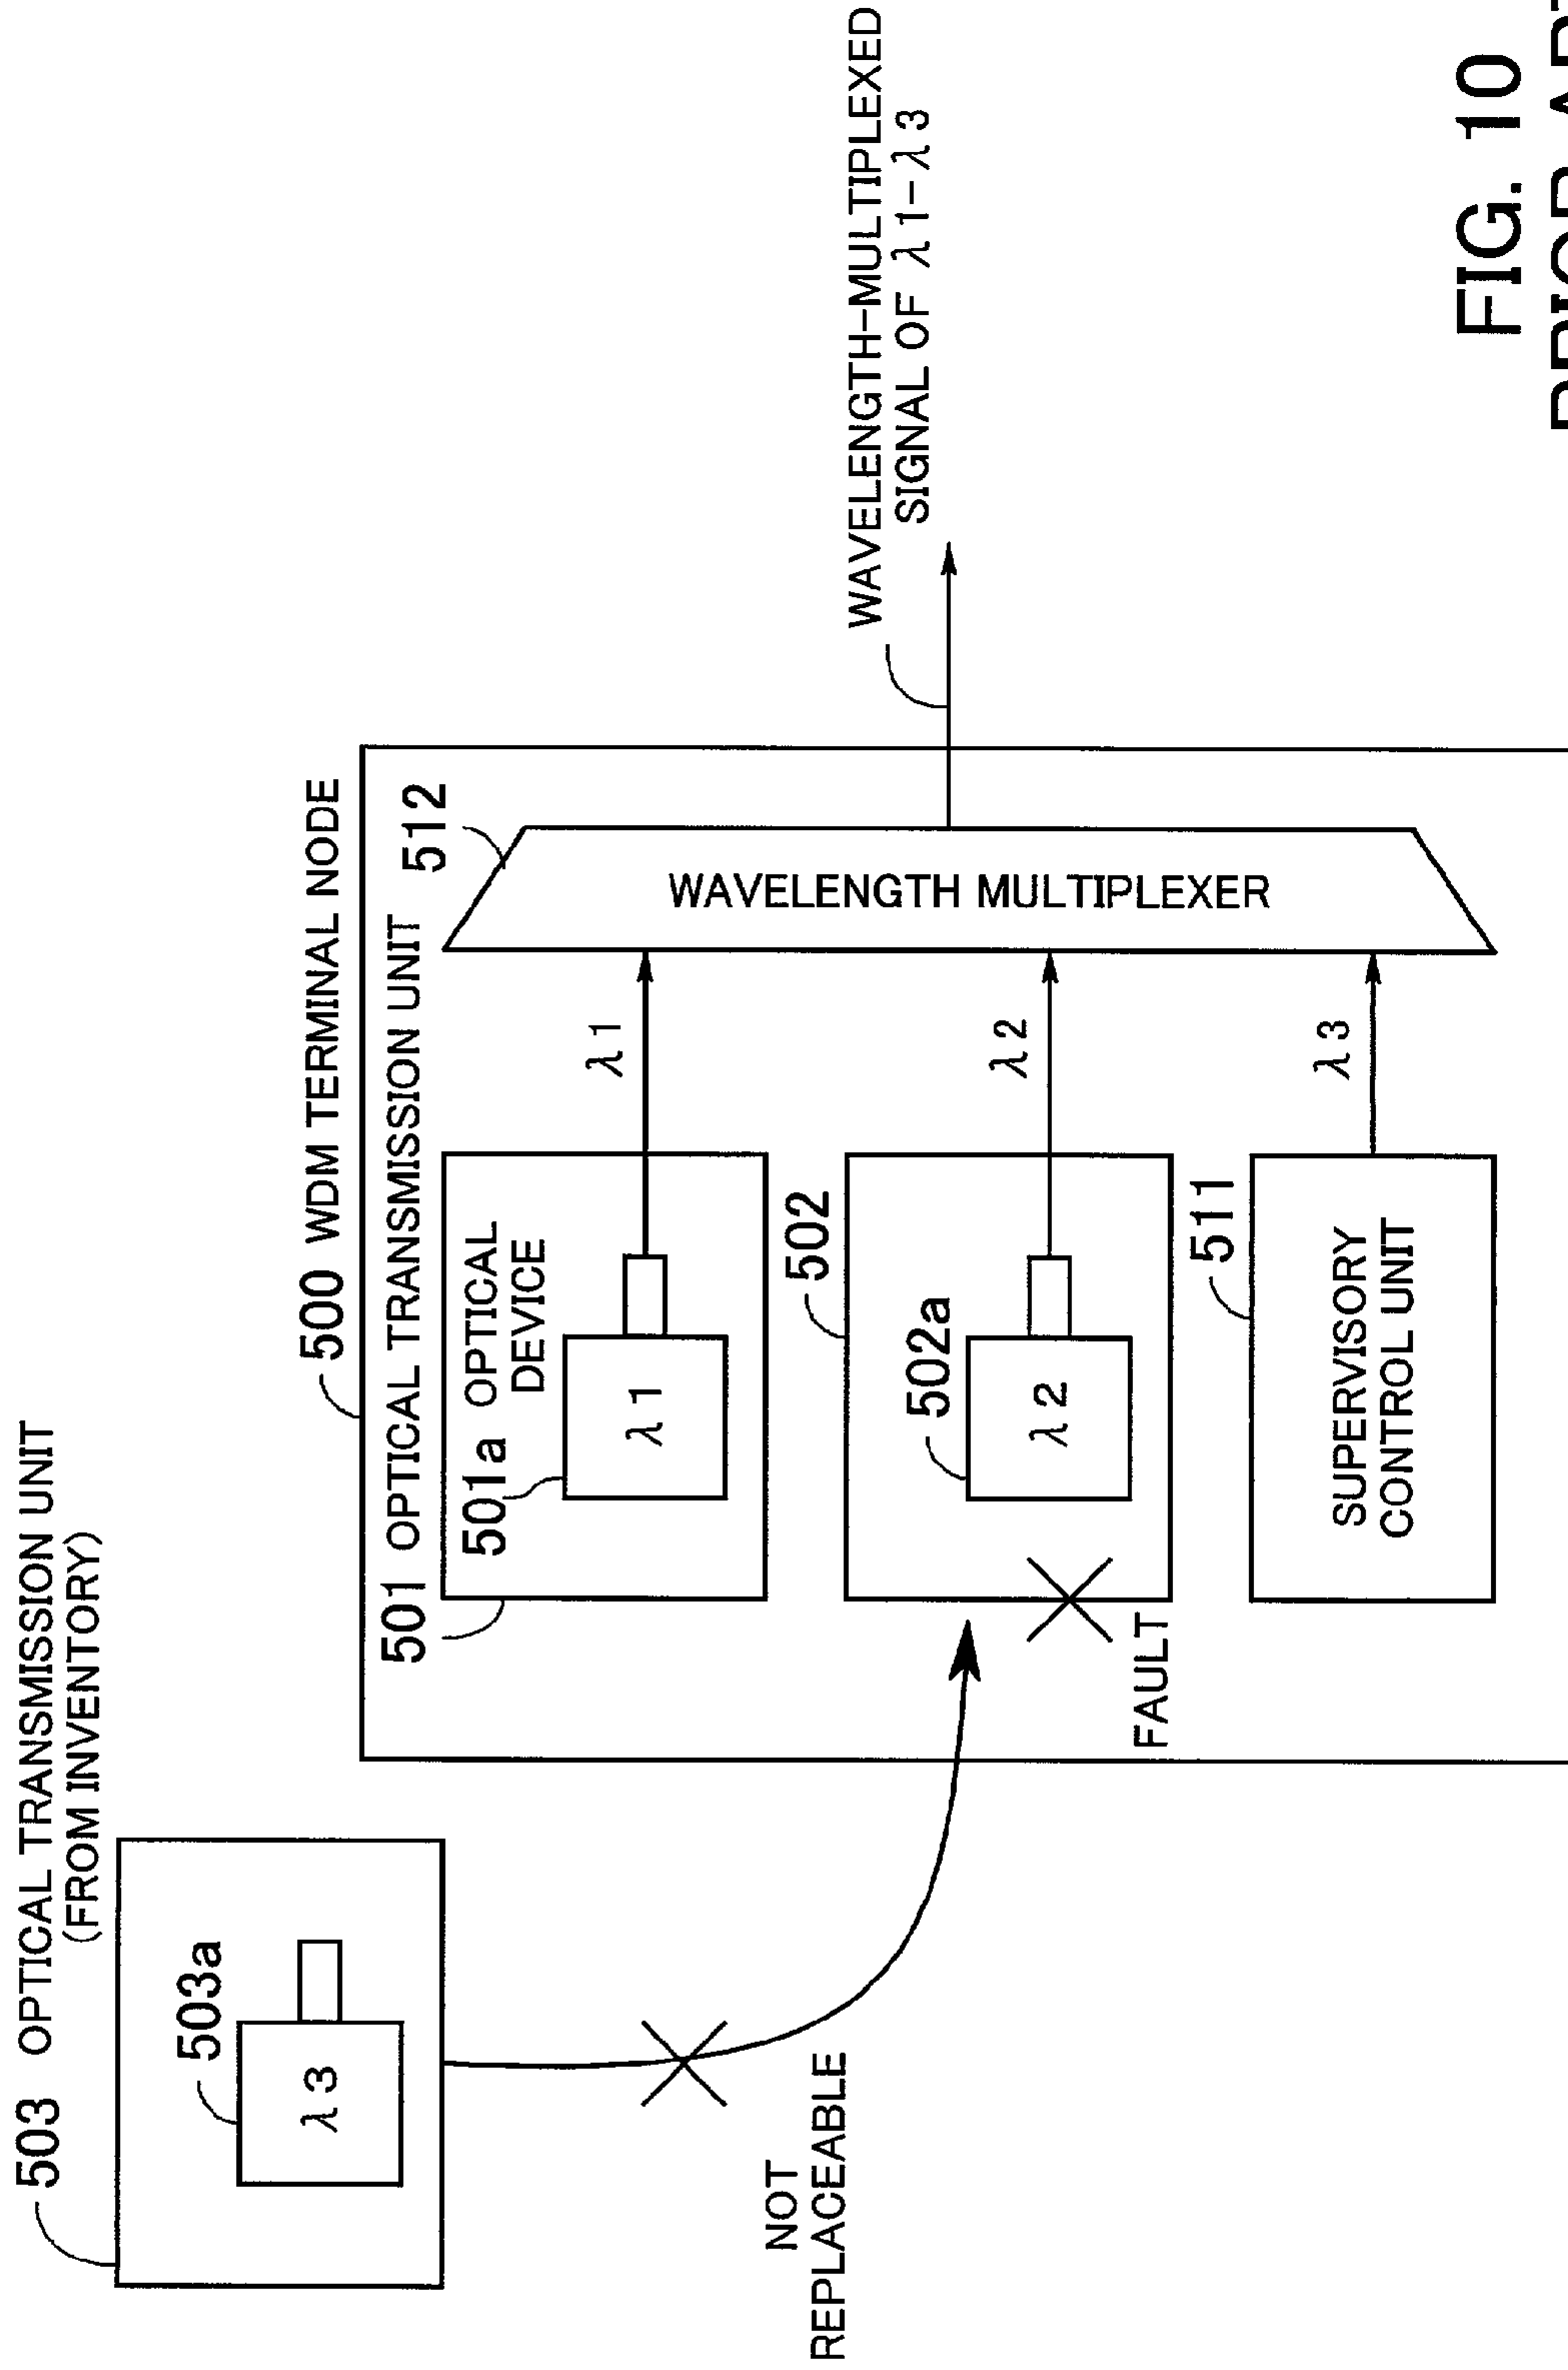 503 OPTICAL TRANSMISSION UNIT
(FROM INVENTORY)
503a
λ3
NOT
REPLACEABLE
500 WDM TERMINAL NODE
501 OPTICAL TRANSMISSION UNIT
501a OPTICAL
DEVICE
λ1
λ1
512
WAVELENGTH MULTIPLEXER
502
502a
λ2
λ2
FAULT
511
SUPERVISORY
CONTROL UNIT
λ3
WAVELENGTH-MULTIPLEXED
SIGNAL OF λ1-λ3
FIG. 10